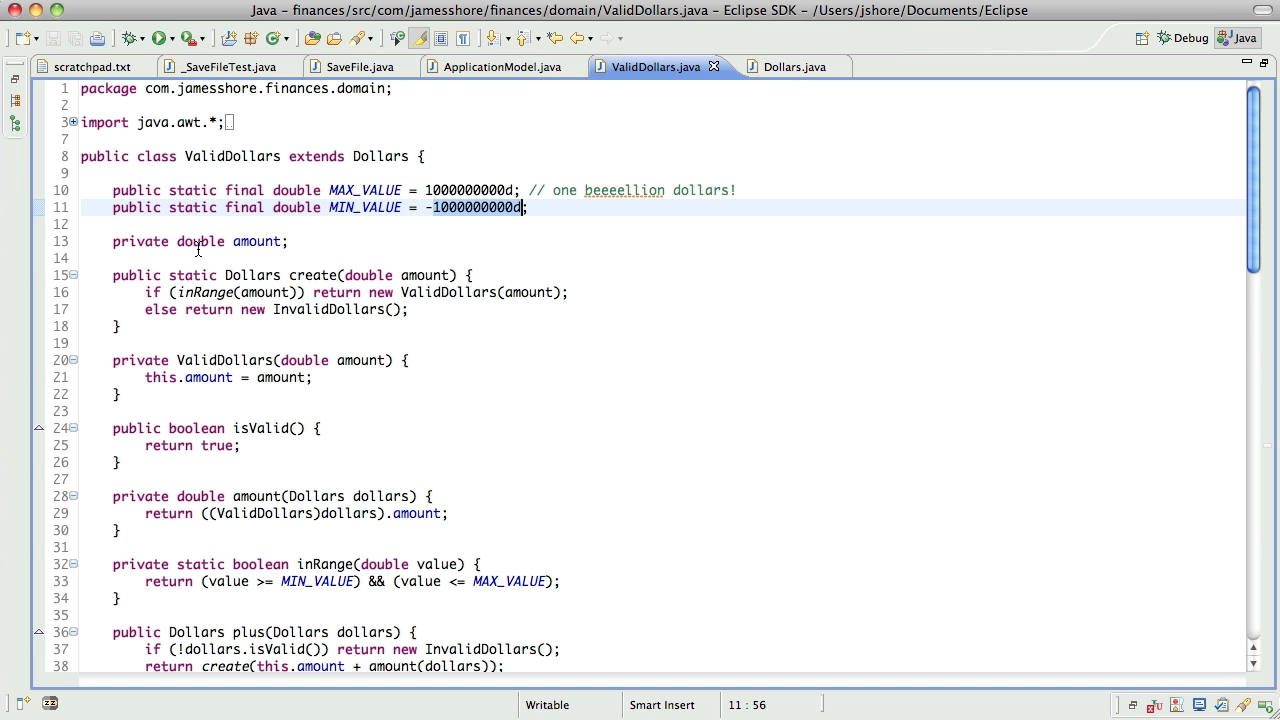 Java - finances/src/com/jamesshore/finances/domain/ValidDollars.java - Eclipse SDK - /Users/jshore/Documents/Eclipse
Debug Java
scratchpad.txt _SaveFileTest.java SaveFile.java ApplicationModel.java ValidDollars.java Dollars.java
1 package com.jamesshore.finances.domain;
2
3 import java.awt.*;
7
8 public class ValidDollars extends Dollars {
9
10 public static final double MAX_VALUE = 1000000000d; // one beeeellion dollars!
11 public static final double MIN_VALUE = -1000000000d;
12
13 private double amount;
14
15 public static Dollars create(double amount) {
16 if (inRange(amount)) return new ValidDollars(amount);
17 else return new InvalidDollars();
18 }
19
20 private ValidDollars(double amount) {
21 this.amount = amount;
22 }
23
24 public boolean isValid() {
25 return true;
26 }
27
28 private double amount(Dollars dollars) {
29 return ((ValidDollars)dollars).amount;
30 }
31
32 private static boolean inRange(double value) {
33 return (value >= MIN_VALUE) && (value <= MAX_VALUE);
34 }
35
36 public Dollars plus(Dollars dollars) {
37 if (!dollars.isValid()) return new InvalidDollars();
38 return create(this.amount + amount(dollars));
Writable Smart Insert 11 : 56